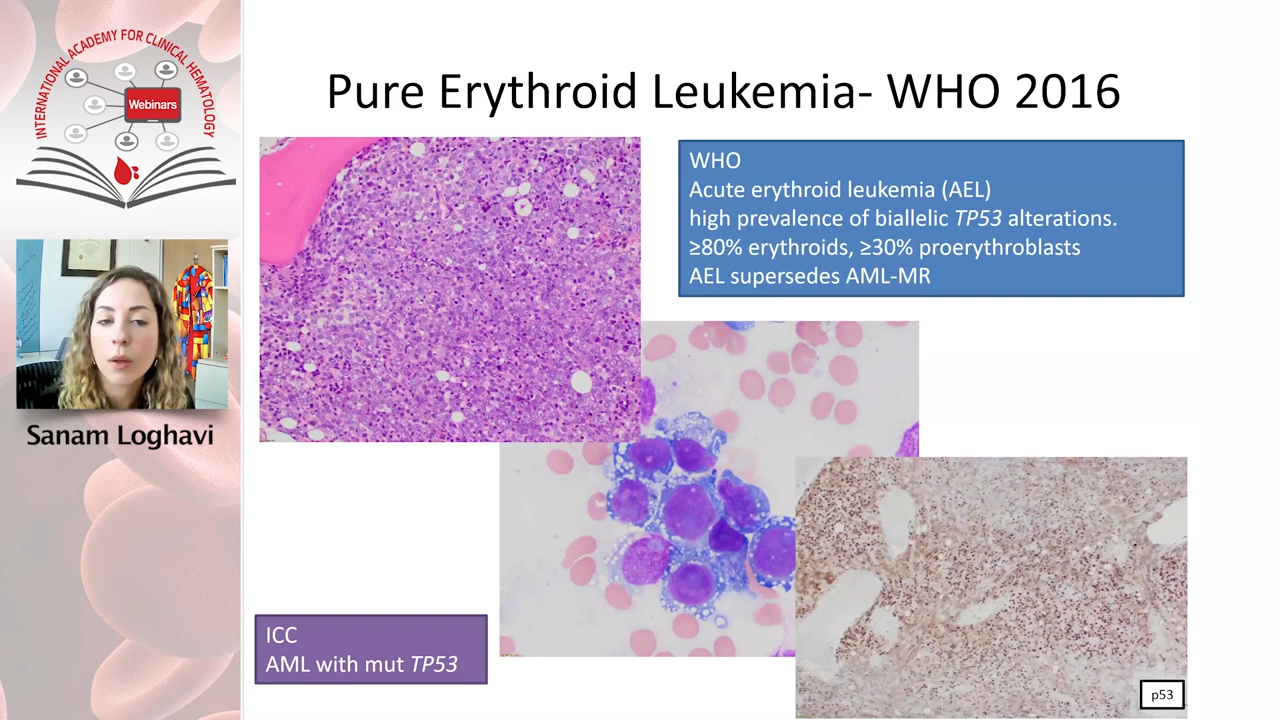 INTERNATIONAL ACADEMY FOR CLINICAL HEMATOLOGY
Webinars
Sanam Loghavi
Pure Erythroid Leukemia- WHO 2016
WHO
Acute erythroid leukemia (AEL)
high prevalence of biallelic TP53 alterations.
≥80% erythroids, ≥30% proerythroblasts
AEL supersedes AML-MR
ICC
AML with mut TP53
p53